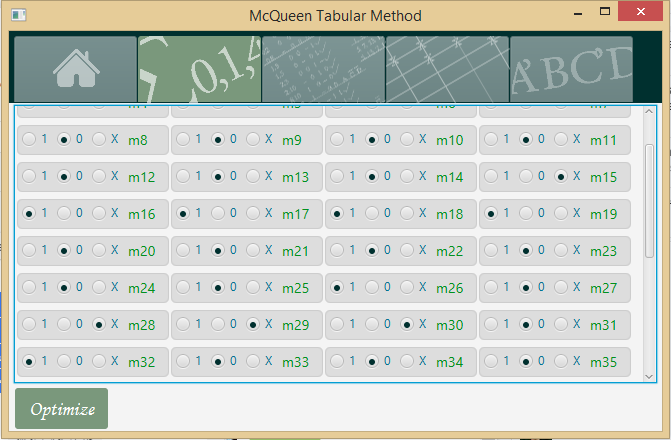 McQueen Tabular Method
0,1,
A'B'C'D
1 0 X m8 1 0 X m9 1 0 X m10 1 0 X m11
1 0 X m12 1 0 X m13 1 0 X m14 1 0 X m15
1 0 X m16 1 0 X m17 1 0 X m18 1 0 X m19
1 0 X m20 1 0 X m21 1 0 X m22 1 0 X m23
1 0 X m24 1 0 X m25 1 0 X m26 1 0 X m27
1 0 X m28 1 0 X m29 1 0 X m30 1 0 X m31
1 0 X m32 1 0 X m33 1 0 X m34 1 0 X m35
Optimize